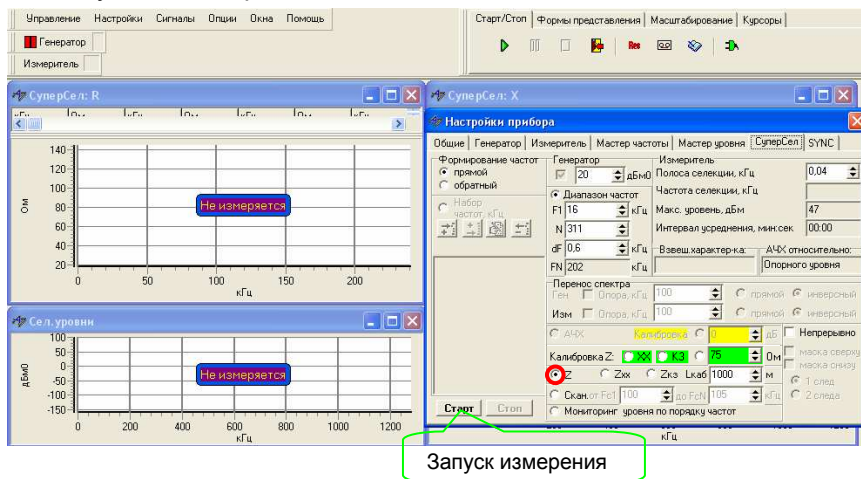 Управление Настройки Сигналы Опции Окна Помощь
Генератор
Измеритель
Старт/Стоп Формы представления Масштабирование Курсоры
Res
СуперСел: R
140
120
100
80
60
40
20
Ом
Не измеряется
0 50 100 150 200
кГц
Сел.уровни
100
50
0
-50
-100
-150
дБм0
Не измеряется
0 200 400 600 800 1000 1200
кГц
СуперСел: X
Настройки прибора
Общие Генератор Измеритель Мастер частоты Мастер уровня СуперСел SYNC
Формирование частот
прямой
обратный
Набор
частот, кГц
Старт Стоп
Генератор
20 дБм0
Диапазон частот
F1 16 кГц
N 311
dF 0,6 кГц
FN 202 кГц
Измеритель
Полоса селекции, кГц 0,04
Частота селекции, кГц
Макс. уровень, дБм 47
Интервал усреднения, мин:сек 00:00
Взвеш.характер-ка: АЧХ относительно:
Опорного уровня
Перенос спектра
Ген Опора, кГц 100 прямой инверсный
Изм Опора, кГц 100 прямой инверсный
АЧХ Калибровка 0 дБ Непрерывно
Калибровка Z: XX КЗ 75 Ом маска сверху
маска снизу
Z Zxx Zкз Lкаб 1000 м 1 след
Скан.от Fс1 100 до FcN 105 кГц 2 следа
Мониторинг уровня по порядку частот
кГц
Запуск измерения